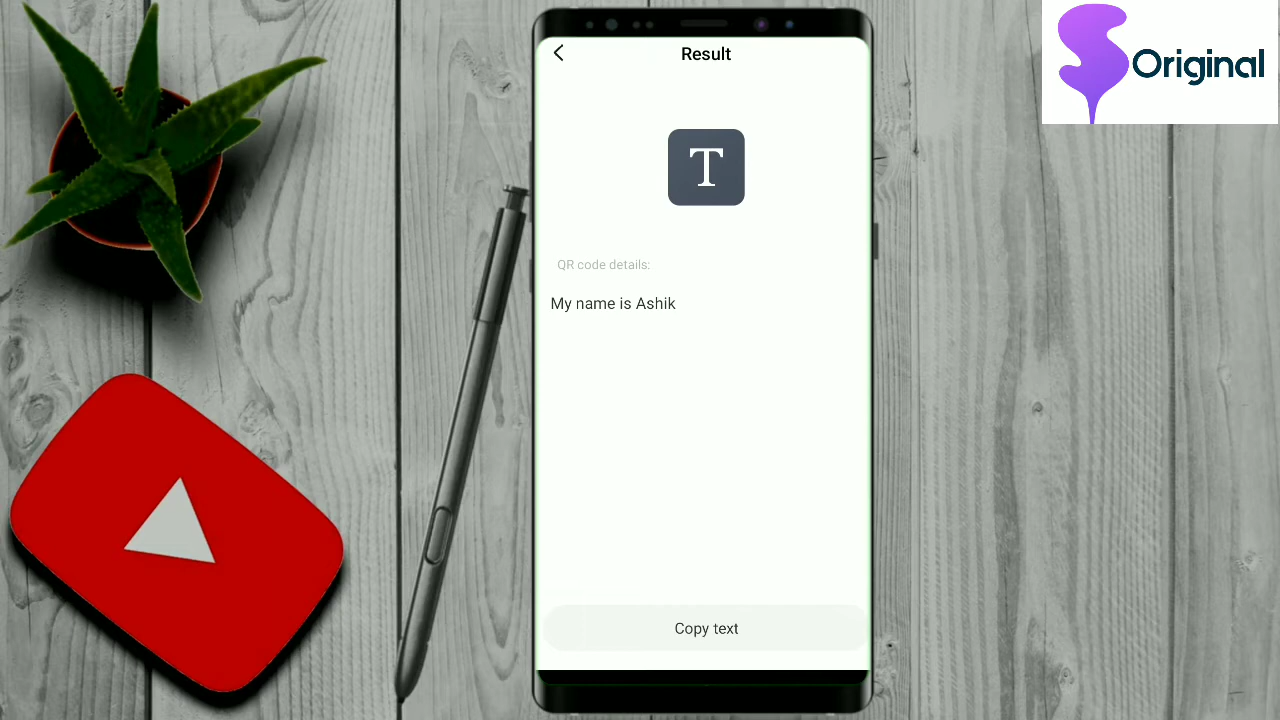 Result
Original
T
QR code details:
My name is Ashik
Copy text